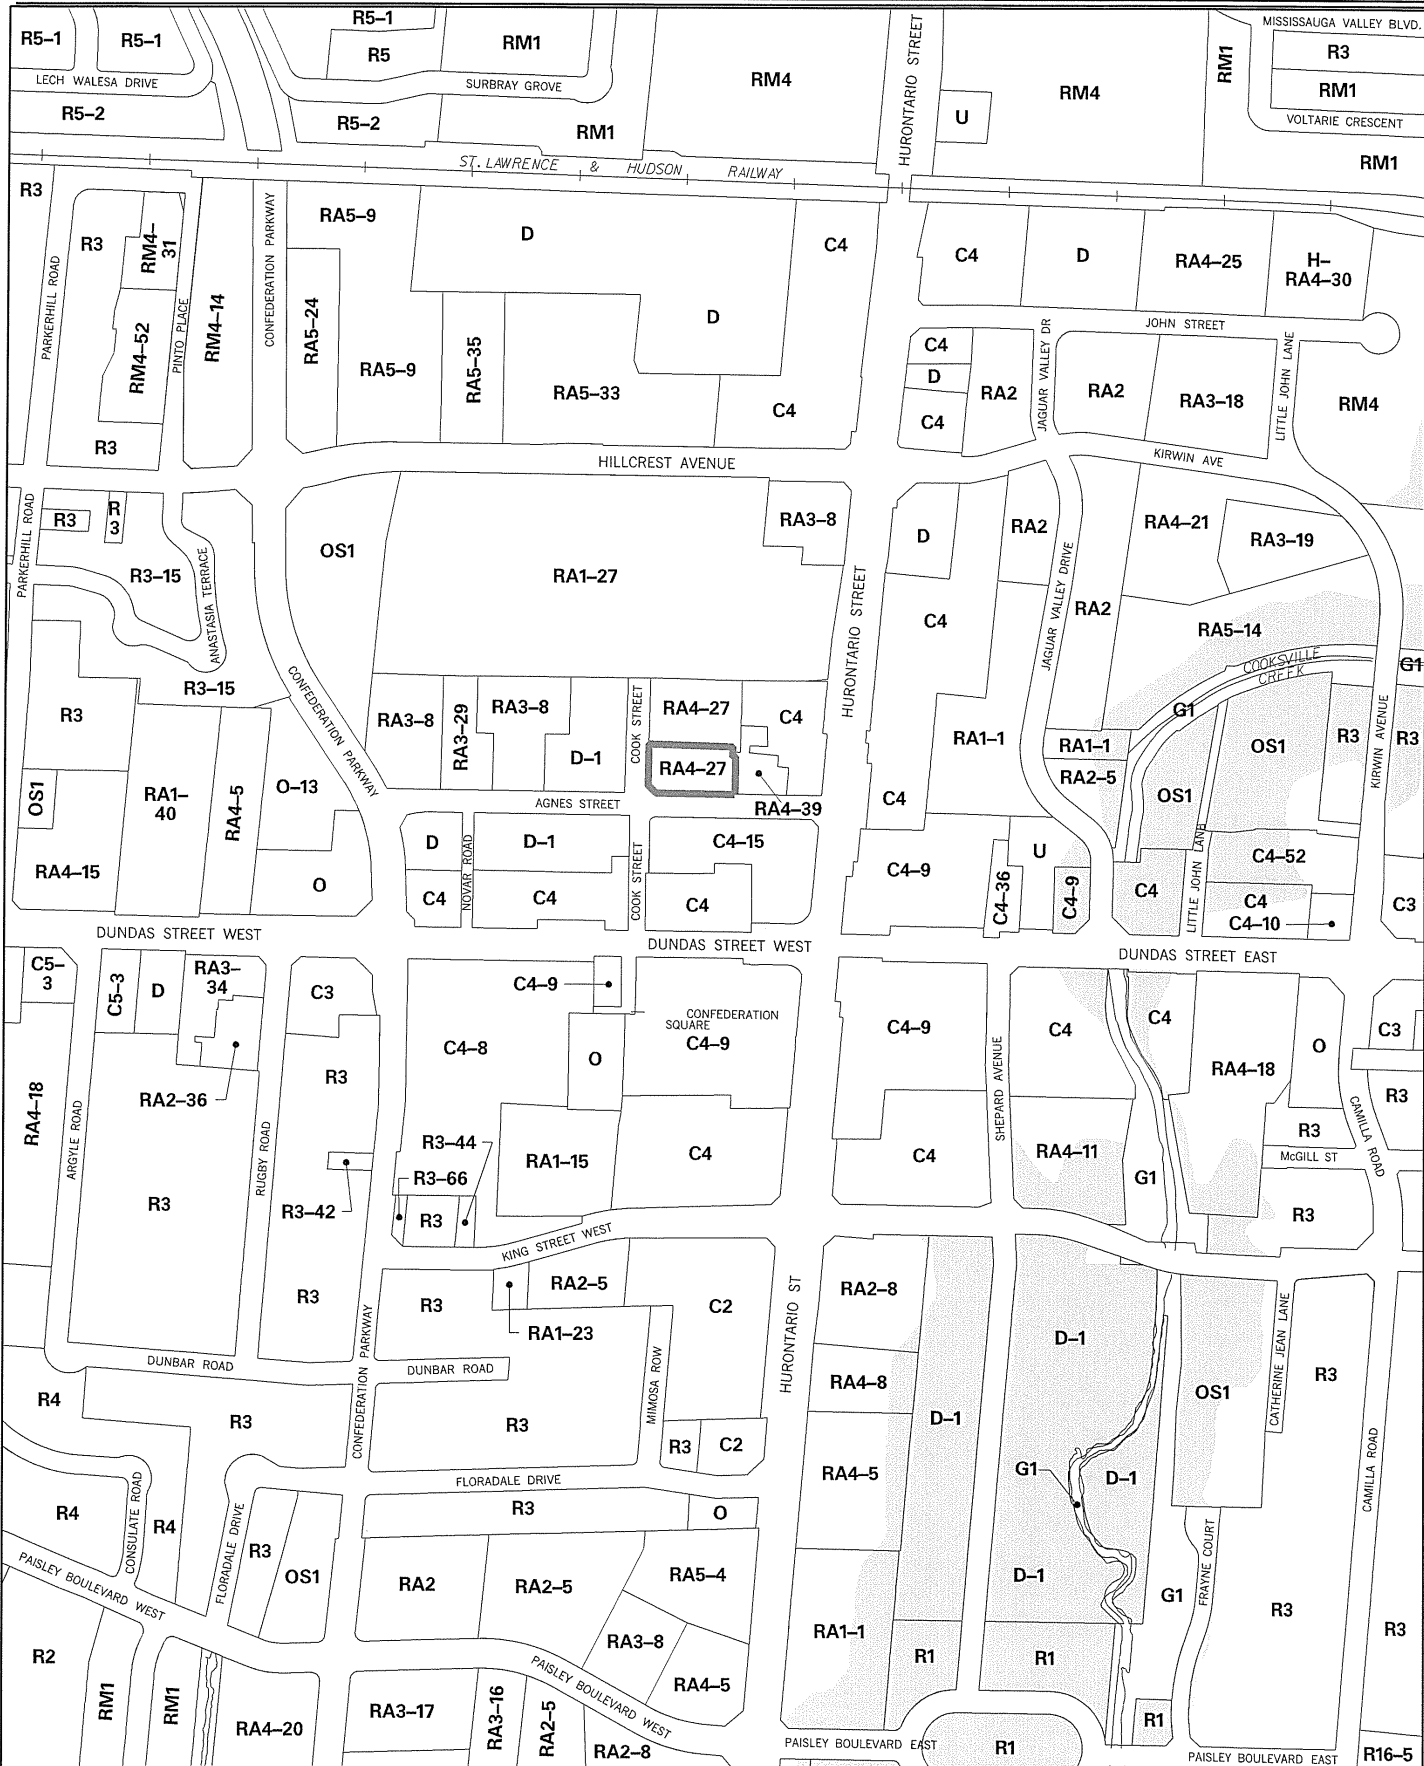 R5–1
MISSISSAUGA VALLEY BLVD.
R5–1
R5–1
R5
RM1
HURONTARIO STREET
RM1
R3
LECH WALESA DRIVE
SURBRAY GROVE
RM4
RM4
RM1
R5–2
R5–2
RM1
U
VOLTARIE CRESCENT
RM1
ST. LAWRENCE & HUDSON RAILWAY
R3
RA5–9
D
C4
R3
RM4–
31
CONFEDERATION PARKWAY
C4
D
RA4–25
H–
RA4–30
PARKERHILL ROAD
RM4–52
PINTO PLACE
RM4–14
RA5–24
RA5–9
RA5–35
D
RA5–33
C4
JOHN STREET
C4
D
C4
RA2
JAGUAR VALLEY DR
RA2
RA3–18
LITTLE JOHN LANE
RM4
R3
HILLCREST AVENUE
KIRWIN AVE
PARKERHILL ROAD
R3
R
3
R3–15
ANASTASIA TERRACE
OS1
RA1–27
RA3–8
HURONTARIO STREET
D
RA2
RA4–21
RA3–19
C4
JAGUAR VALLEY DRIVE
RA2
RA5–14
COOKSVILLE
CREEK
G1
R3–15
CONFEDERATION PARKWAY
R3
RA3–8
RA3–29
RA3–8
COOK STREET
RA4–27
C4
G1
RA1–1
RA1–1
OS1
R3
KIRWIN AVENUE
R3
D–1
RA4–27
RA2–5
OS1
RA1–
40
RA4–5
O–13
OS1
AGNES STREET
RA4–39
C4
OS1
RA4–15
O
D
NOVAR ROAD
D–1
COOK STREET
C4–15
C4–9
C4–36
U
C4–9
C4
LITTLE JOHN LANE
C4–52
C4
C4
C4
C4
C4–10
C3
DUNDAS STREET WEST
DUNDAS STREET WEST
DUNDAS STREET EAST
C5–
3
C5–3
D
RA3–
34
C3
C4–9
CONFEDERATION
SQUARE
C4–9
C4–8
O
C4–9
SHEPARD AVENUE
C4
C4
RA4–18
O
C3
R3
RA2–36
RA4–18
ARGYLE ROAD
RUGBY ROAD
R3
CAMILLA ROAD
R3
McGILL ST
R3–44
RA1–15
C4
C4
RA4–11
G1
R3–66
R3
R3–42
R3
R3
KING STREET WEST
R3
R3
RA2–5
RA1–23
C2
HURONTARIO ST
RA2–8
D–1
CATHERINE JEAN LANE
R3
DUNBAR ROAD
DUNBAR ROAD
CONFEDERATION PARKWAY
MIMOSA ROW
RA4–8
OS1
R4
R3
R3
D–1
R3
C2
CAMILLA ROAD
FLORADALE DRIVE
RA4–5
G1
D–1
R4
CONSULATE ROAD
R4
FLORADALE DRIVE
R3
O
R3
OS1
RA2
RA2–5
RA5–4
D–1
G1
FRAYNE COURT
R3
PAISLEY BOULEVARD WEST
RA3–8
RA1–1
R3
R2
R1
R1
PAISLEY BOULEVARD WEST
RA4–5
RM1
RM1
RA4–20
RA3–17
RA3–16
RA2–5
RA2–8
R1
PAISLEY BOULEVARD EAST
R1
PAISLEY BOULEVARD EAST
R16–5